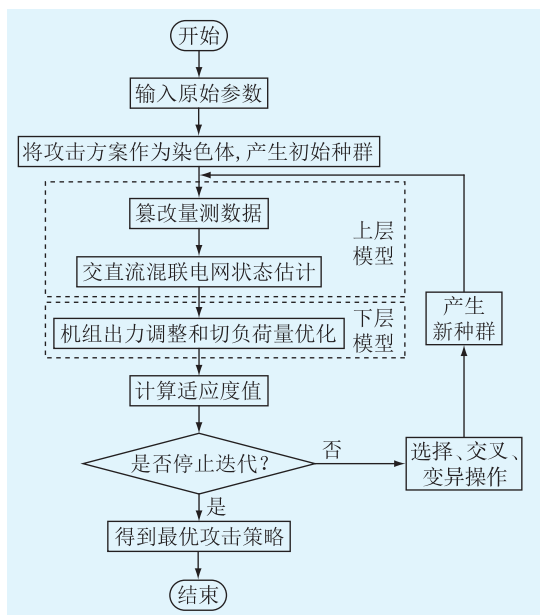 开始
输入原始参数
将攻击方案作为染色体,产生初始种群
篡改量测数据
交直流混联电网状态估计
上层
模型
机组出力调整和切负荷量优化
下层
模型
产生
新种群
计算适应度值
是否停止迭代?
否
选择、交叉、
变异操作
是
得到最优攻击策略
结束